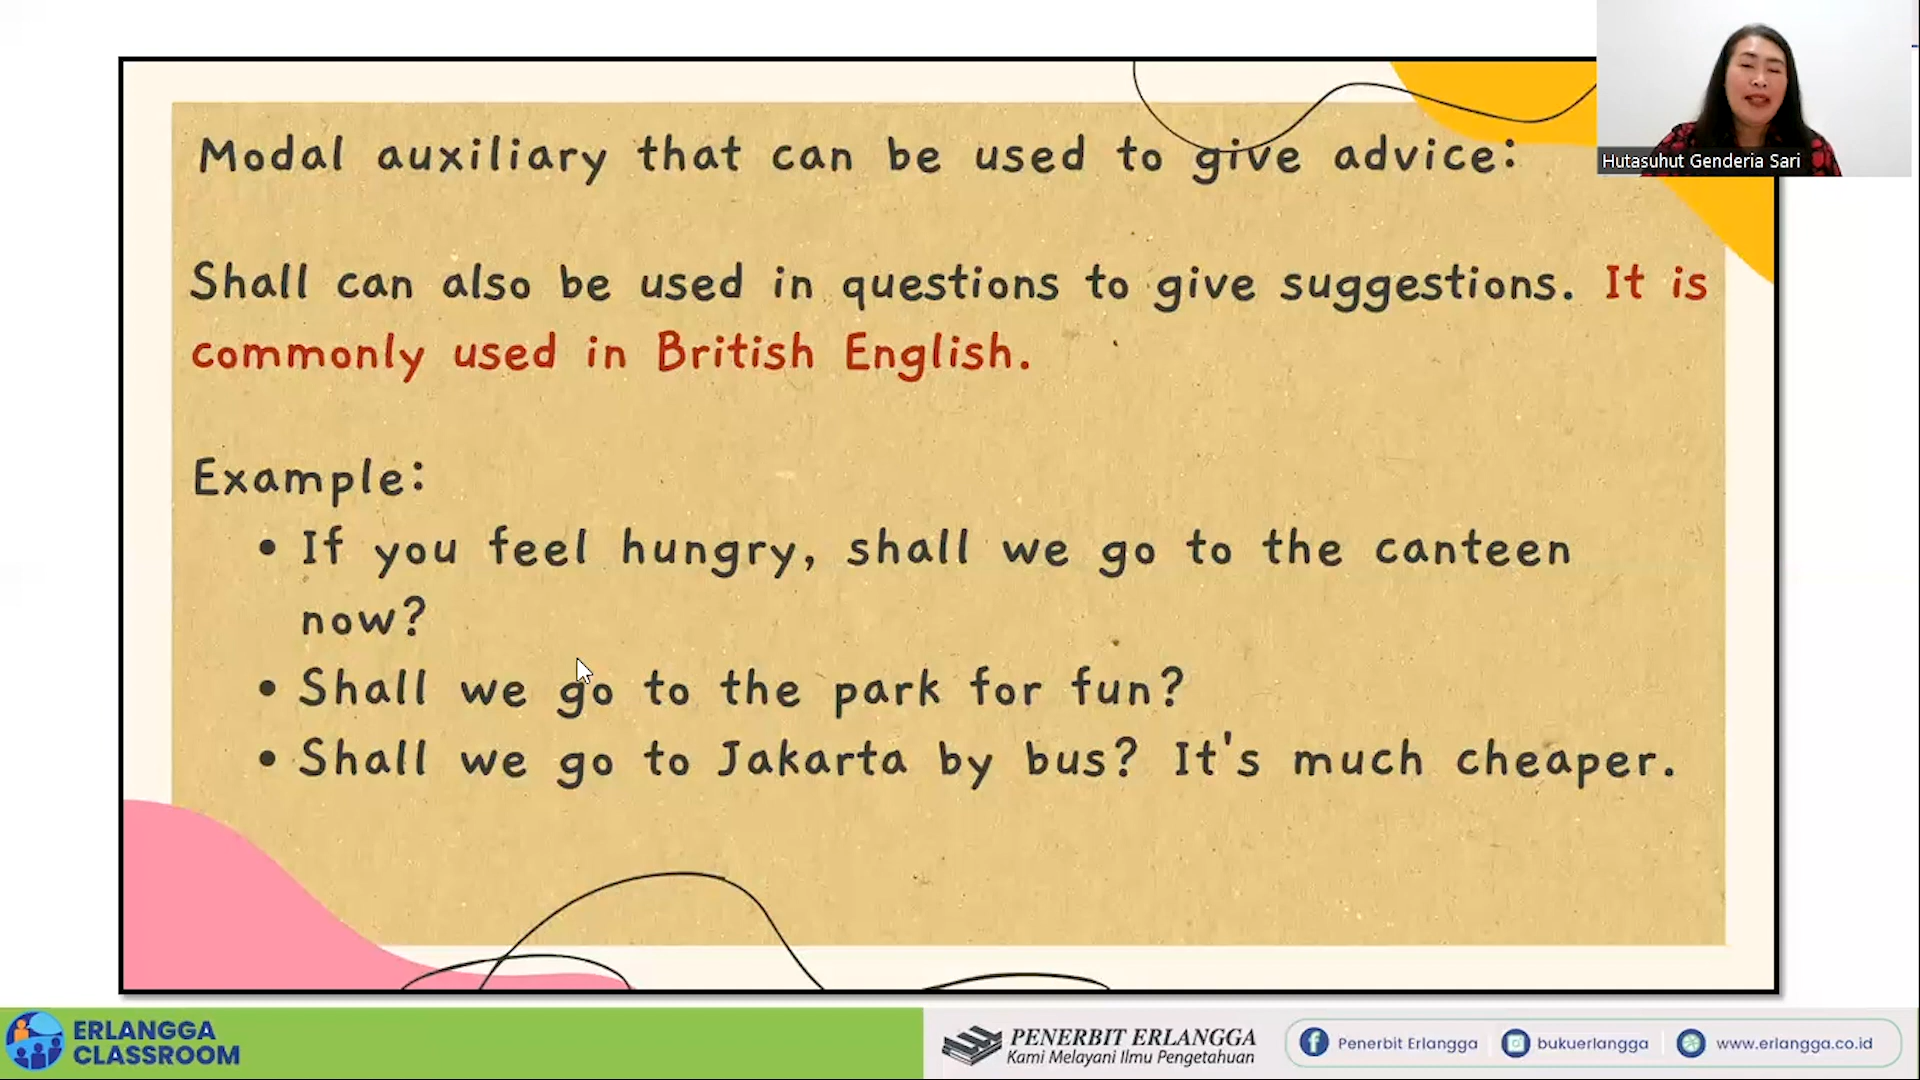 Modal auxiliary that can be used to give advice:
Hutasuhut Genderia Sari
Shall can also be used in questions to give suggestions. It is
commonly used in British English.
Example:
• If you feel hungry, shall we go to the canteen
now?
• Shall we go to the park for fun?
• Shall we go to Jakarta by bus? It's much cheaper.
ERLANGGA
CLASSROOM
PENERBIT ERLANGGA
Kami Melayani Ilmu Pengetahuan
Penerbit Erlangga
bukuerlangga
www.erlangga.co.id